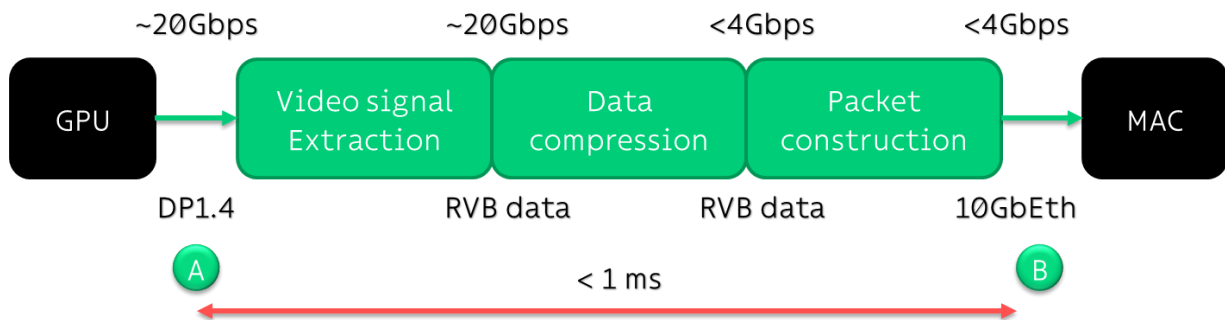 ~20Gbps ~20Gbps <4Gbps <4Gbps
GPU
Video signal
Extraction
Data
compression
Packet
construction
MAC
DP1.4 RVB data RVB data 10GbEth
A
B
< 1 ms